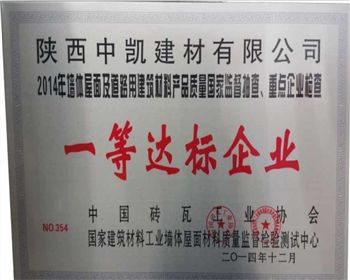 陕西中凯建材有限公司
2014年墙体屋面及道路用建筑材料产品质量国家监督抽查、重点企业检查
一等达标企业
NO.354
中国砖瓦工业协会
国家建筑材料工业墙体屋面材料质量监督检验测试中心
二〇一四年十二月